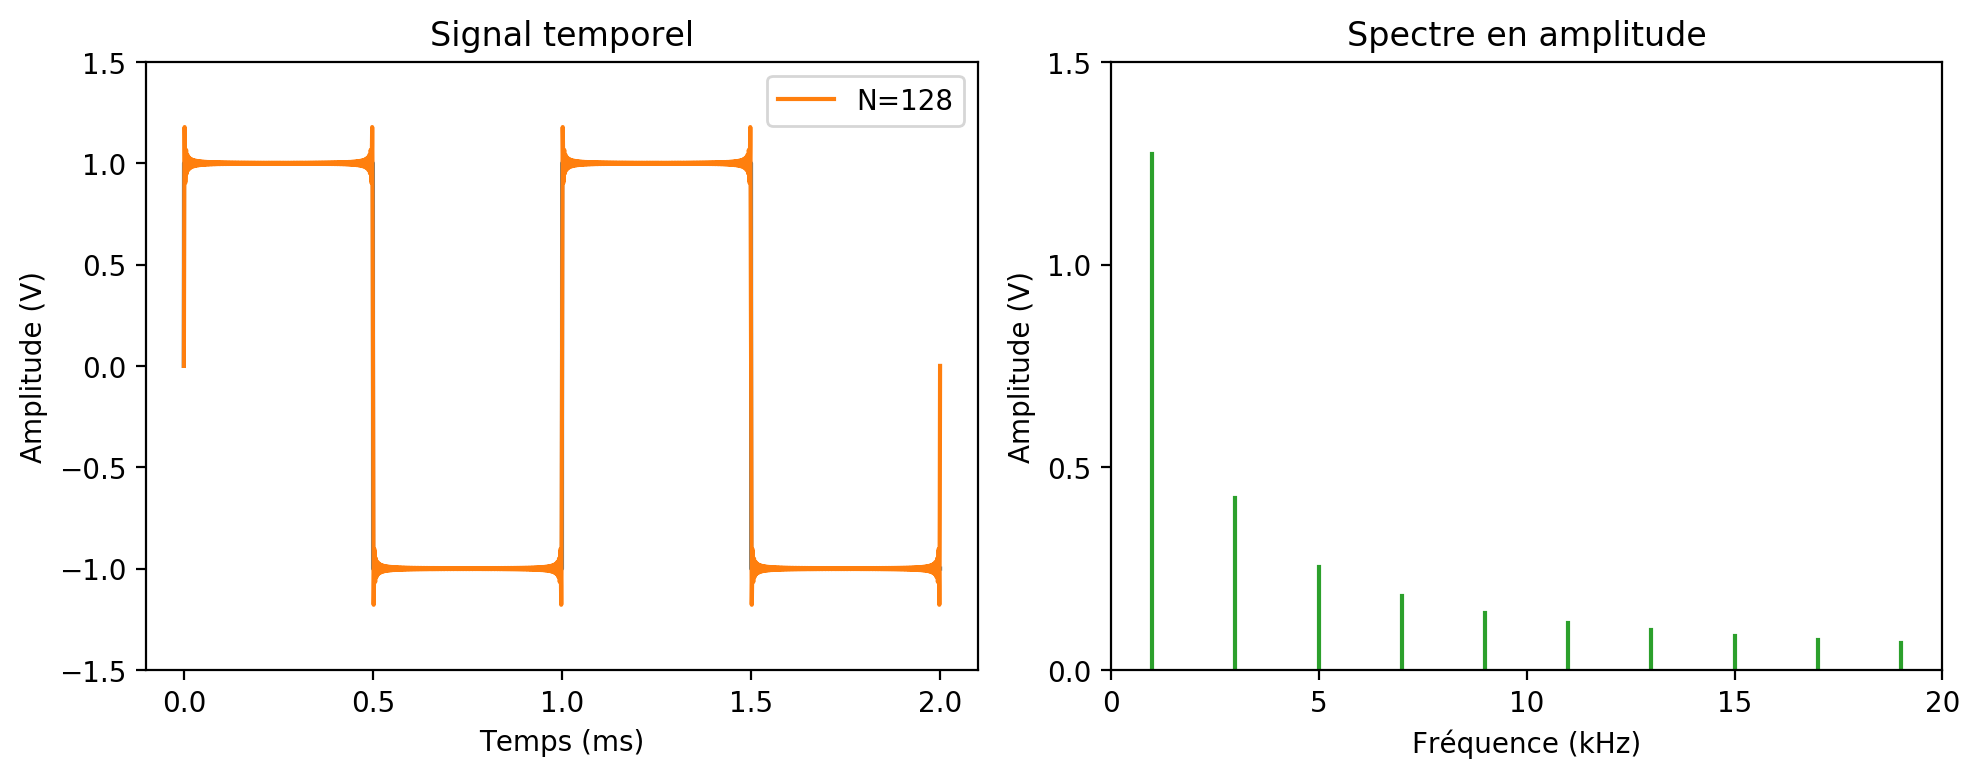 Signal temporel
1.5
1.0
0.5
0.0
−0.5
−1.0
−1.5
Amplitude (V)
N=128
0.0 0.5 1.0 1.5 2.0
Temps (ms)
Spectre en amplitude
1.5
1.0
0.5
0.0
Amplitude (V)
0 5 10 15 20
Fréquence (kHz)